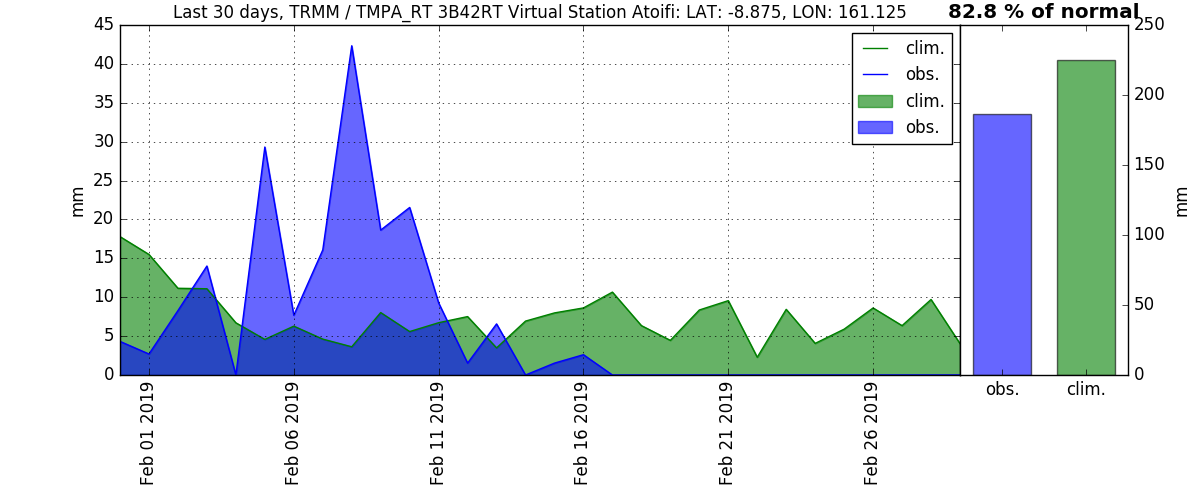 Last 30 days, TRMM / TMPA_RT 3B42RT Virtual Station Atoifi: LAT: -8.875, LON: 161.125
82.8 % of normal
45
40
35
30
25
20
15
10
5
0
mm
clim.
obs.
clim.
obs.
Feb 01 2019
Feb 06 2019
Feb 11 2019
Feb 16 2019
Feb 21 2019
Feb 26 2019
250
200
150
100
50
0
mm
obs.
clim.